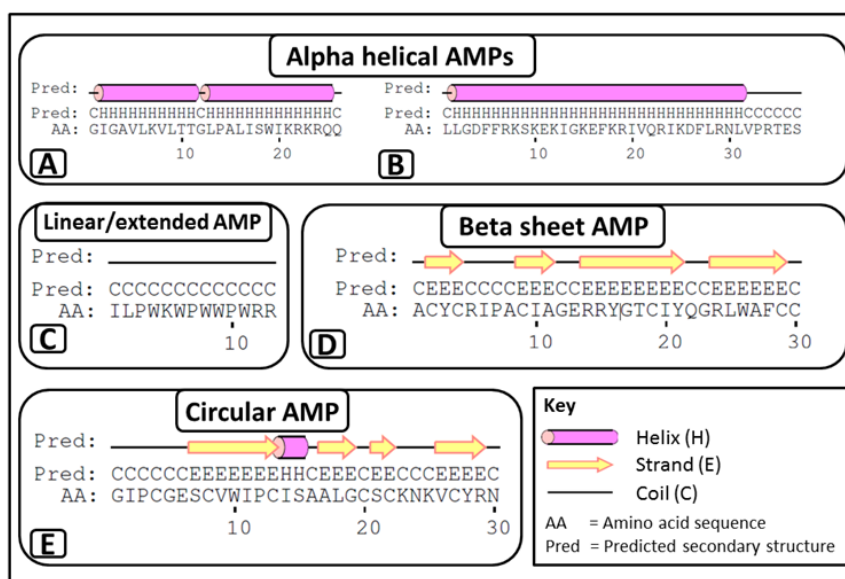 Alpha helical AMPs
Pred:
Pred: CHHHHHHHHHHCHHHHHHHHHHHHHC
AA: GIGAVLKVLTTGLPALISWIKRKRQQ
10 20
A
Pred:
Pred: CHHHHHHHHHHHHHHHHHHHHHHHHHHHHHHCCCCCC
AA: LLGDFFRKSKEKIGKEFKRIVQRIKDFLRNLVPRTES
10 20 30
B
Linear/extended AMP
Pred:
Pred: CCCCCCCCCCCCC
AA: ILPWKWPWWPWRR
10
C
Beta sheet AMP
Pred:
Pred: CEEECCCCEEECCEEEEEEEECCEEEEEEC
AA: ACYCRIPACIAGERRYGTCIYQGRLWAFCC
10 20 30
D
Circular AMP
Pred:
Pred: CCCCCCEEEEEEEHHCEEECEECCCEEEEC
AA: GIPCGESCVWIPCISAALGCSCKNKVCYRN
10 20 30
E
Key
Helix (H)
Strand (E)
Coil (C)
AA = Amino acid sequence
Pred = Predicted secondary structure